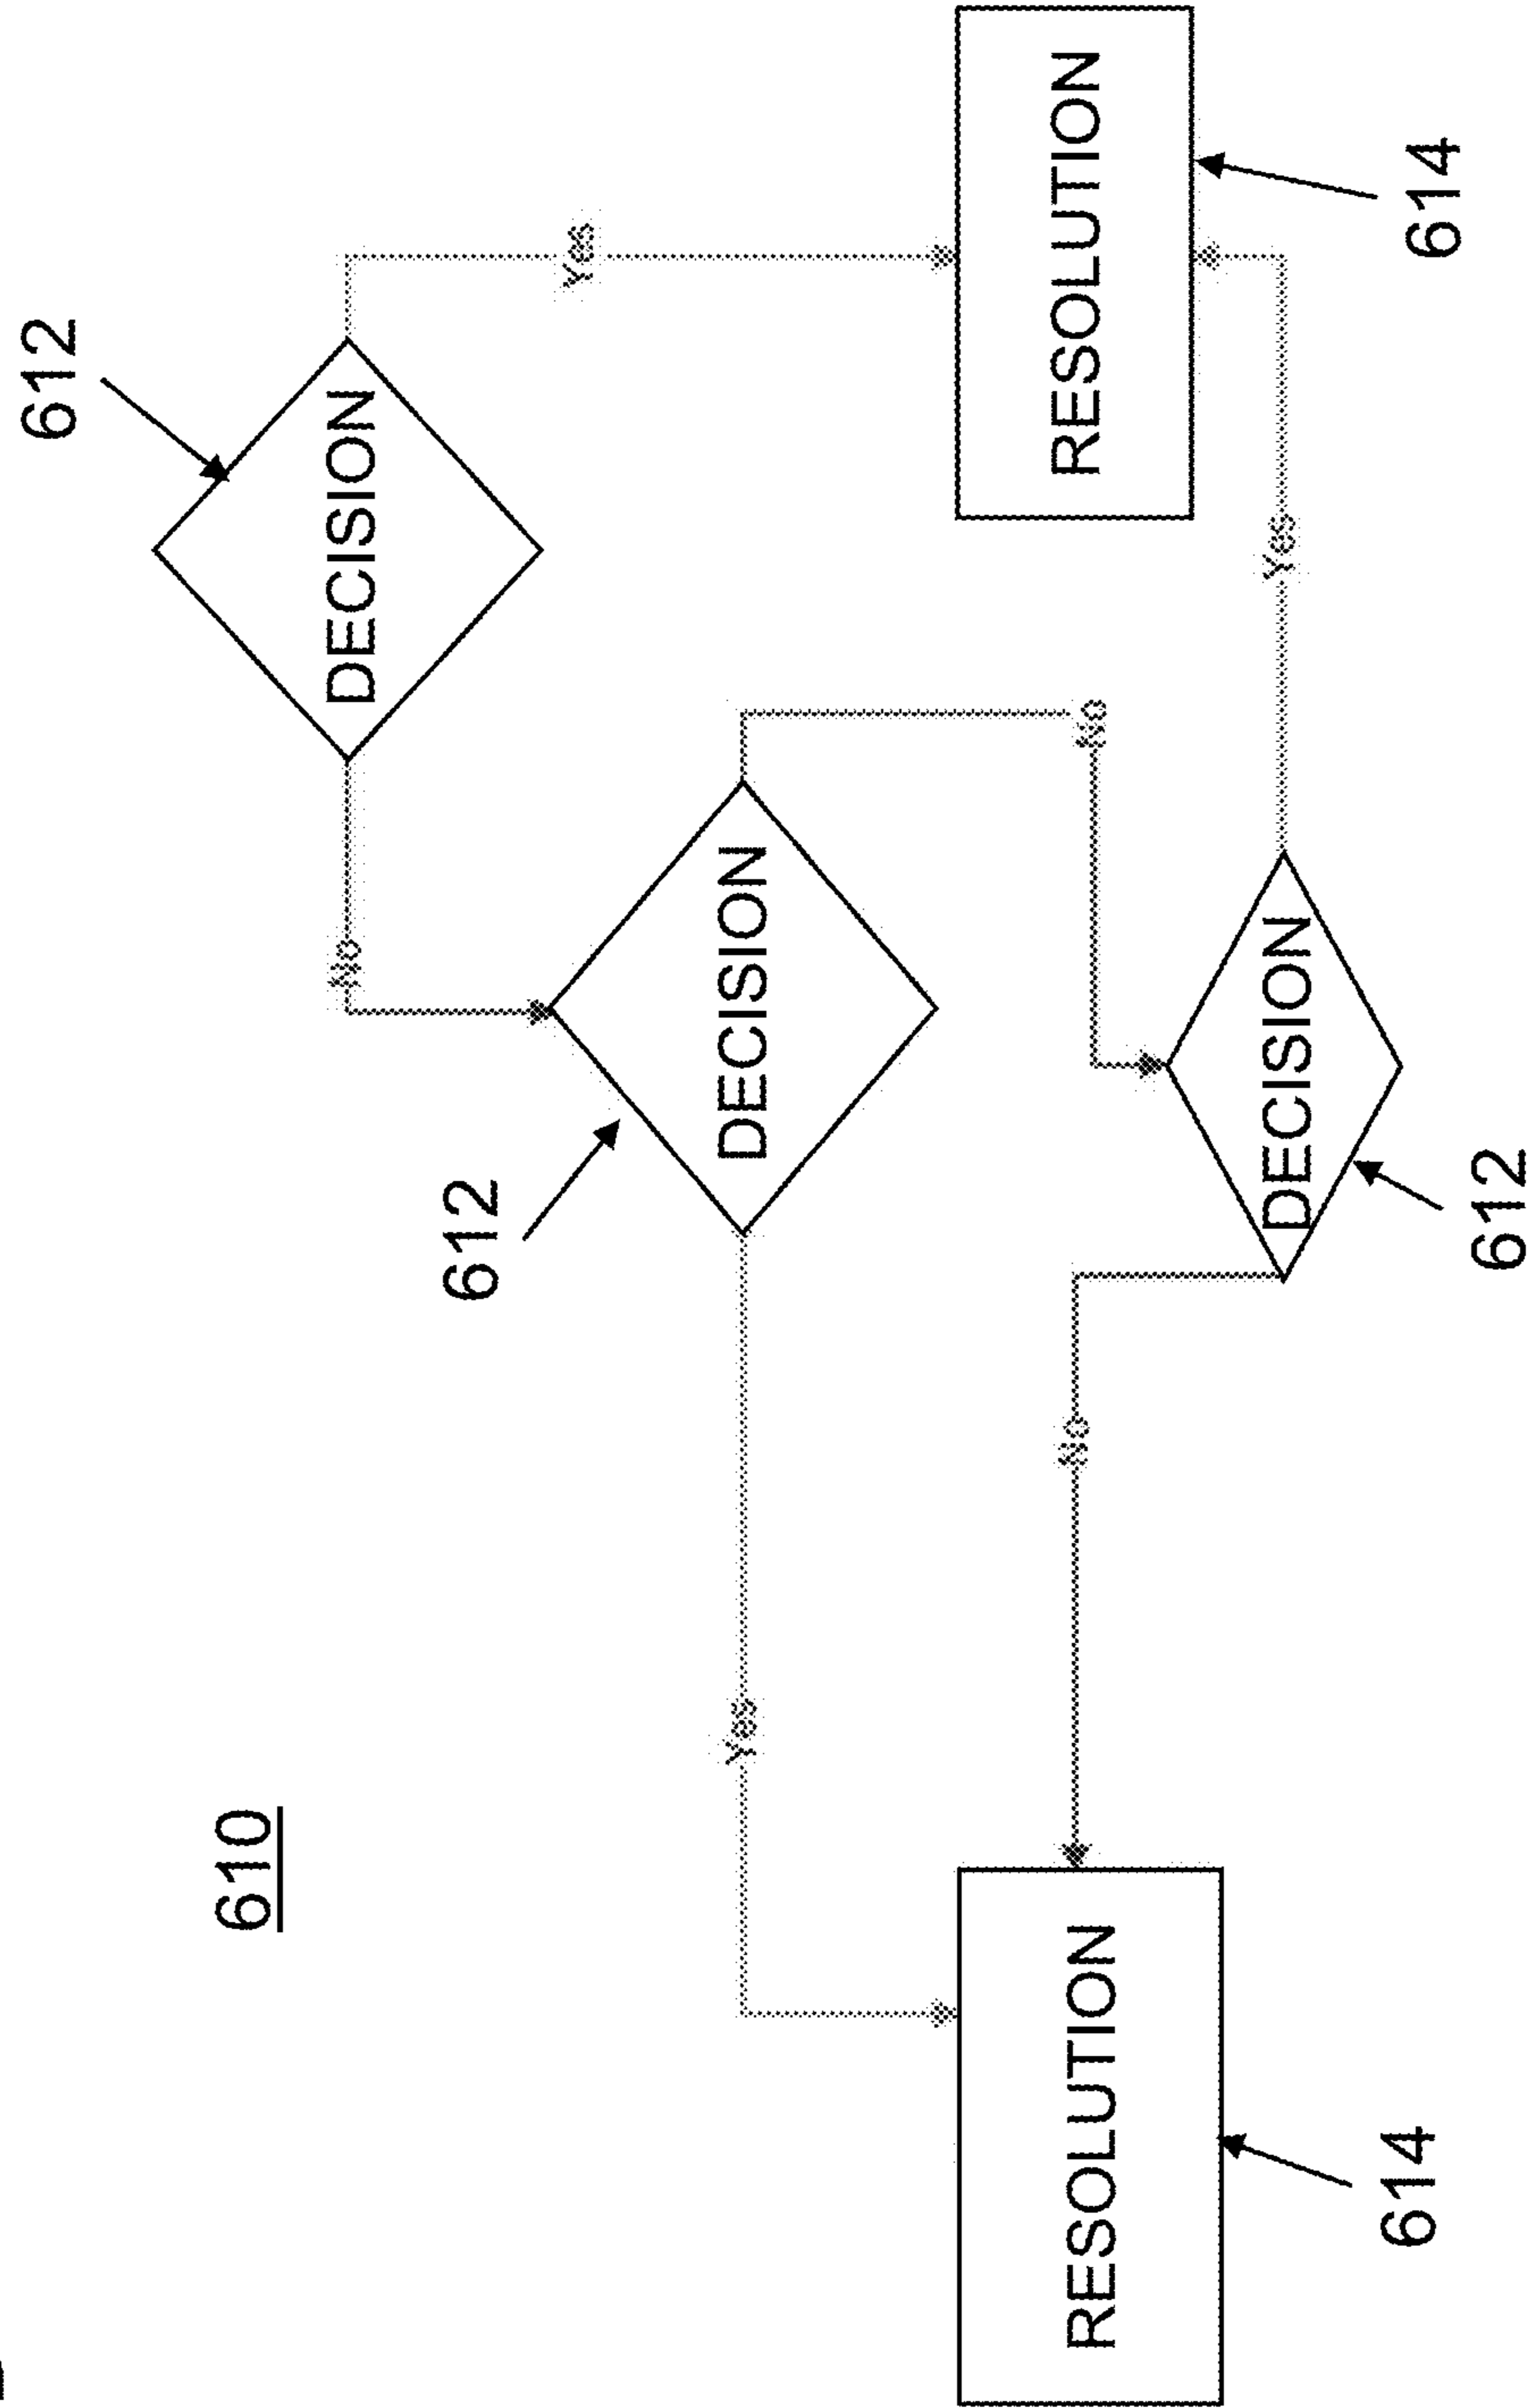 612
610
No
DECISION
612
Yes
Yes
DECISION
No
RESOLUTION
No
RESOLUTION
DECISION
Yes
614
612
614